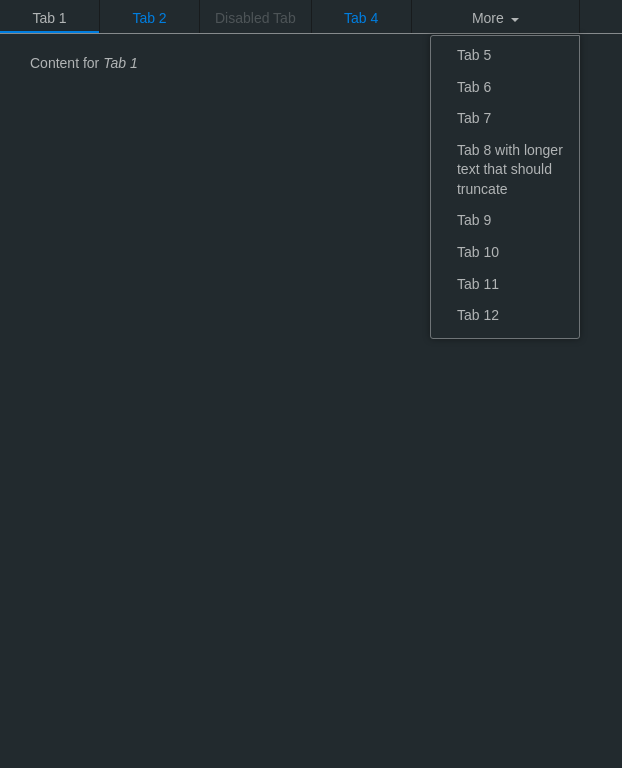 Tab 1 Tab 2 Disabled Tab Tab 4 More
Content for Tab 1
Tab 5
Tab 6
Tab 7
Tab 8 with longer
text that should
truncate
Tab 9
Tab 10
Tab 11
Tab 12